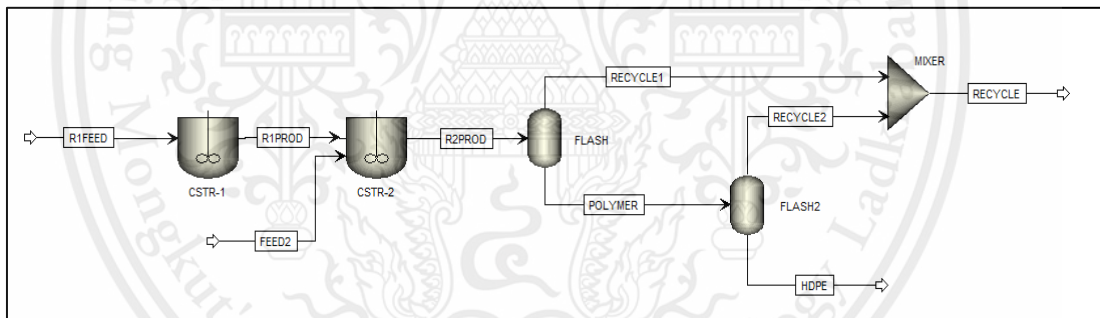 MIXER
RECYCLE1
RECYCLE
RECYCLE2
R1FEED
R1PROD
R2PROD
FLASH
CSTR-1
CSTR-2
POLYMER
FLASH2
FEED2
HDPE